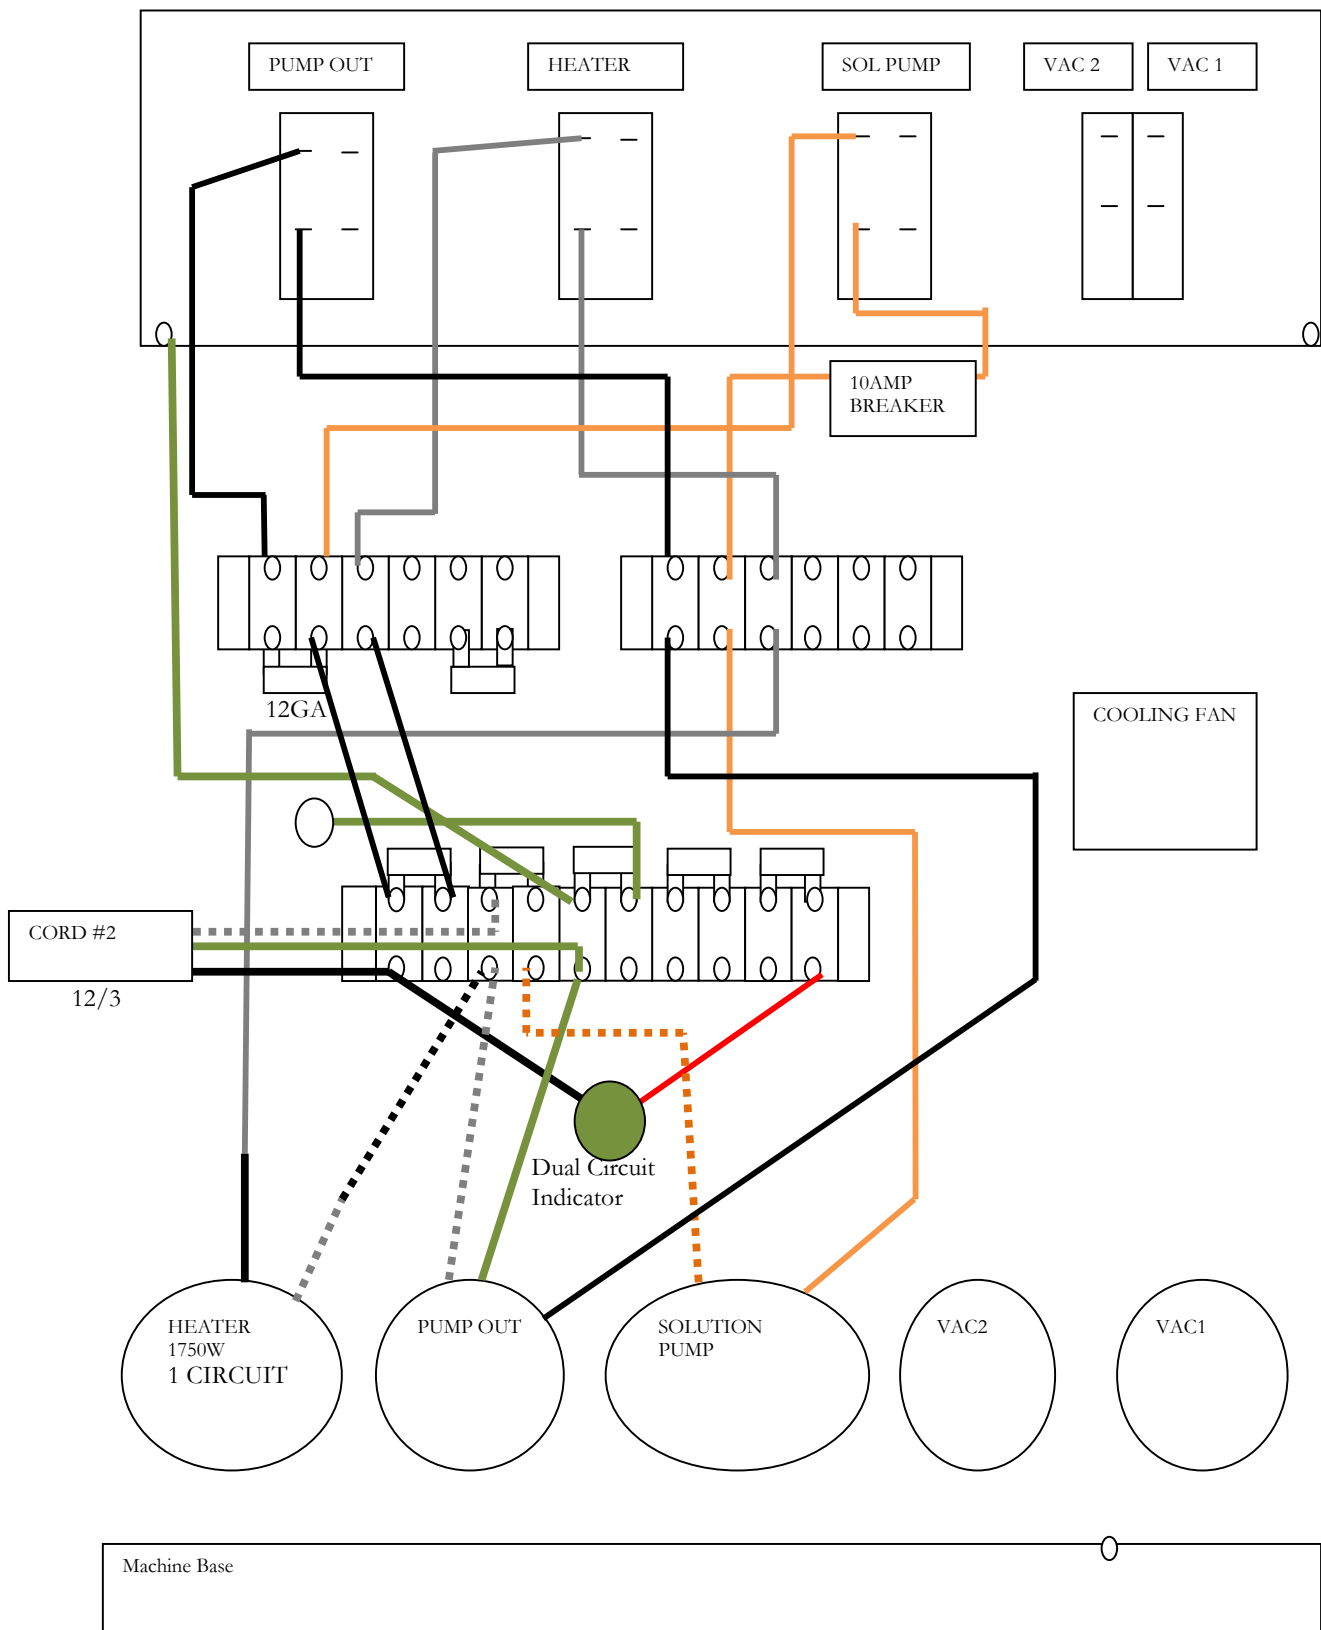 PUMP OUT
HEATER
SOL PUMP
VAC 2
VAC 1
10AMP
BREAKER
12GA
COOLING FAN
CORD #2
12/3
Dual Circuit
Indicator
HEATER
1750W
1 CIRCUIT
PUMP OUT
SOLUTION
PUMP
VAC2
VAC1
Machine Base